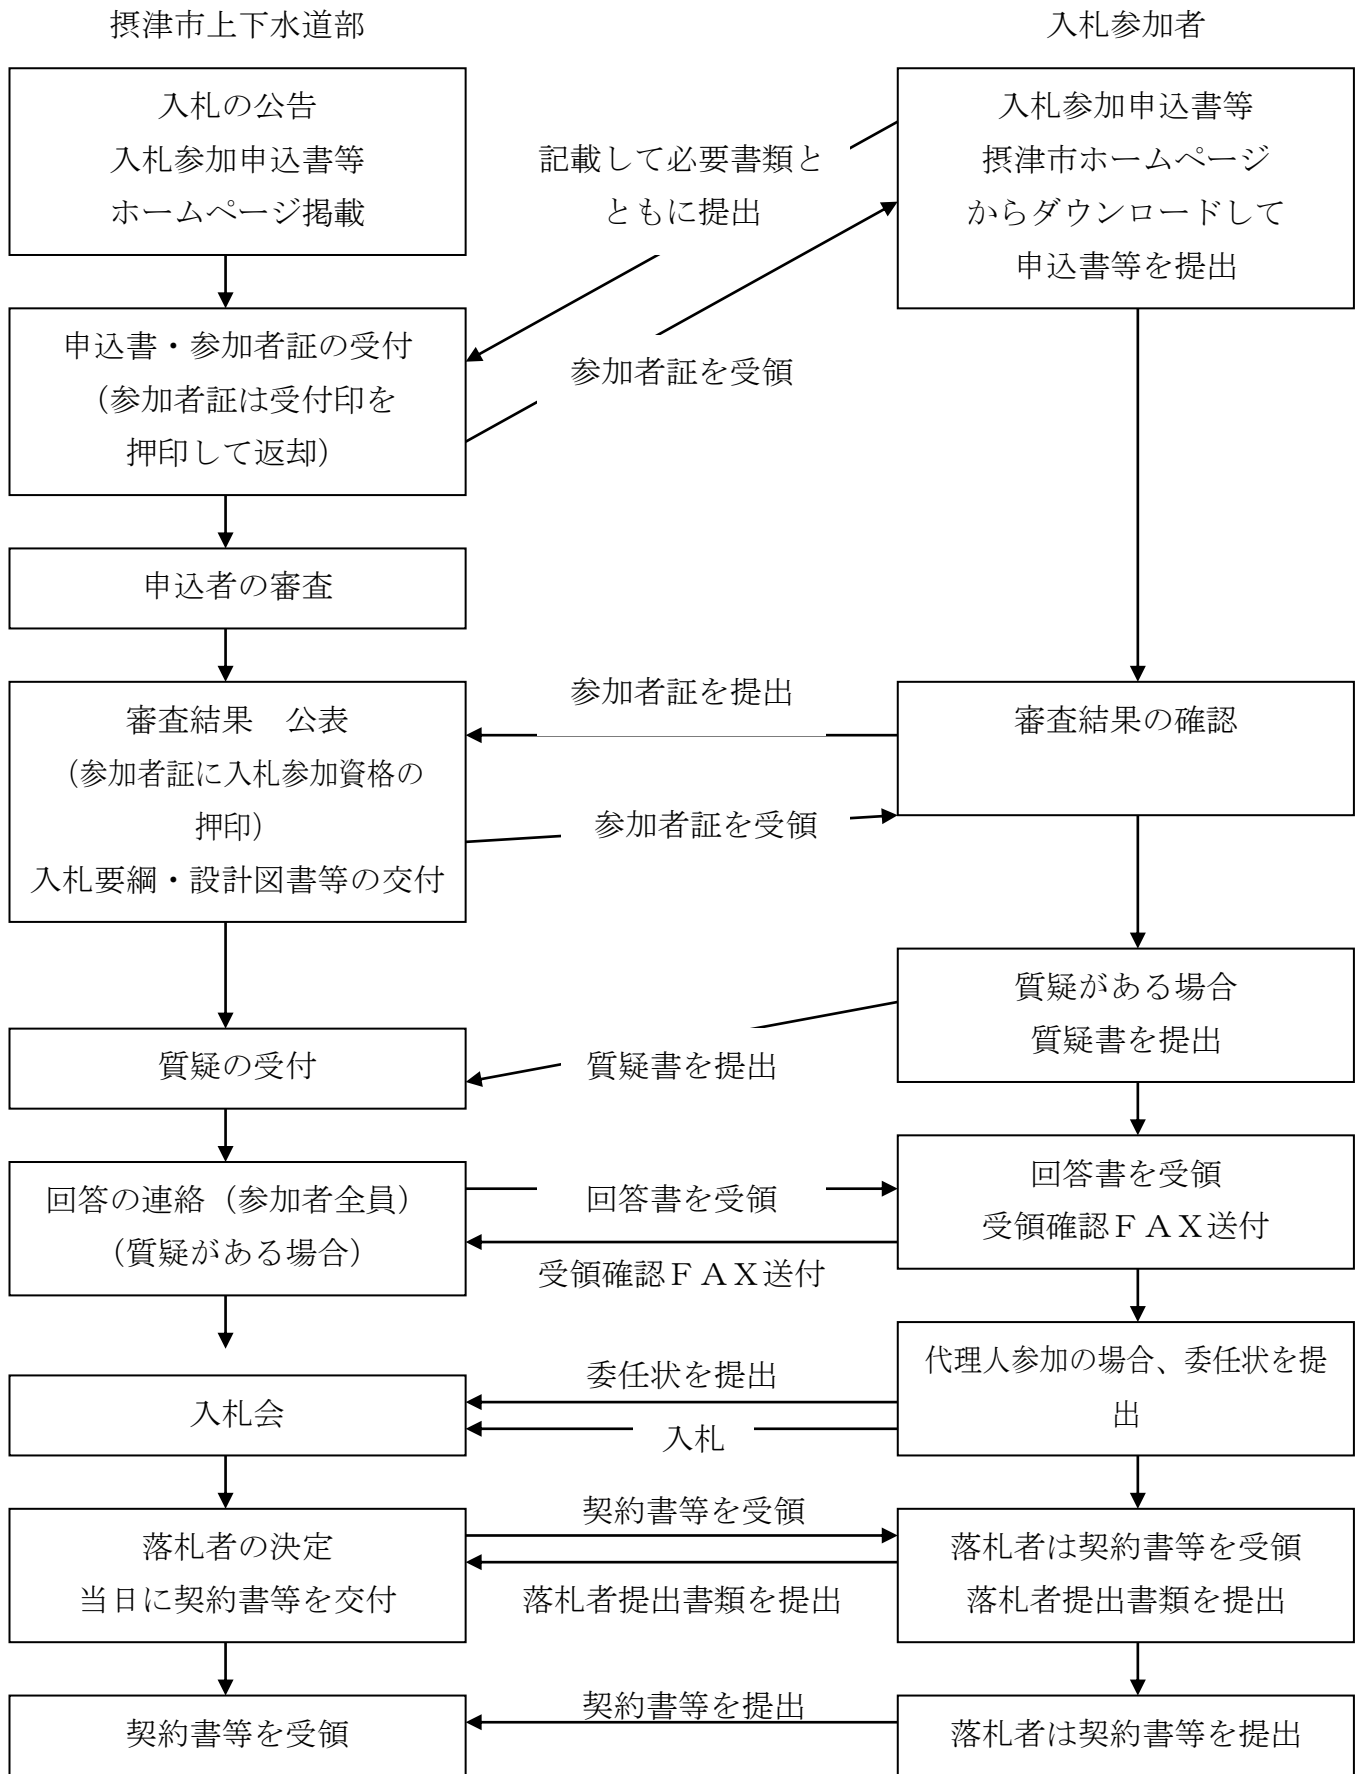 摂津市上下水道部
入札参加者
入札の公告
入札参加申込書等
ホームページ掲載
記載して必要書類と
ともに提出
入札参加申込書等
摂津市ホームページ
からダウンロードして
申込書等を提出
申込書・参加者証の受付
（参加者証は受付印を
押印して返却）
参加者証を受領
申込者の審査
審査結果　公表
（参加者証に入札参加資格の
押印）
入札要綱・設計図書等の交付
参加者証を提出
参加者証を受領
審査結果の確認
質疑がある場合
質疑書を提出
質疑の受付
質疑書を提出
回答の連絡（参加者全員）
（質疑がある場合）
回答書を受領
受領確認ＦＡＸ送付
回答書を受領
受領確認ＦＡＸ送付
入札会
委任状を提出
入札
代理人参加の場合、委任状を提
出
落札者の決定
当日に契約書等を交付
契約書等を受領
落札者提出書類を提出
落札者は契約書等を受領
落札者提出書類を提出
契約書等を受領
契約書等を提出
落札者は契約書等を提出